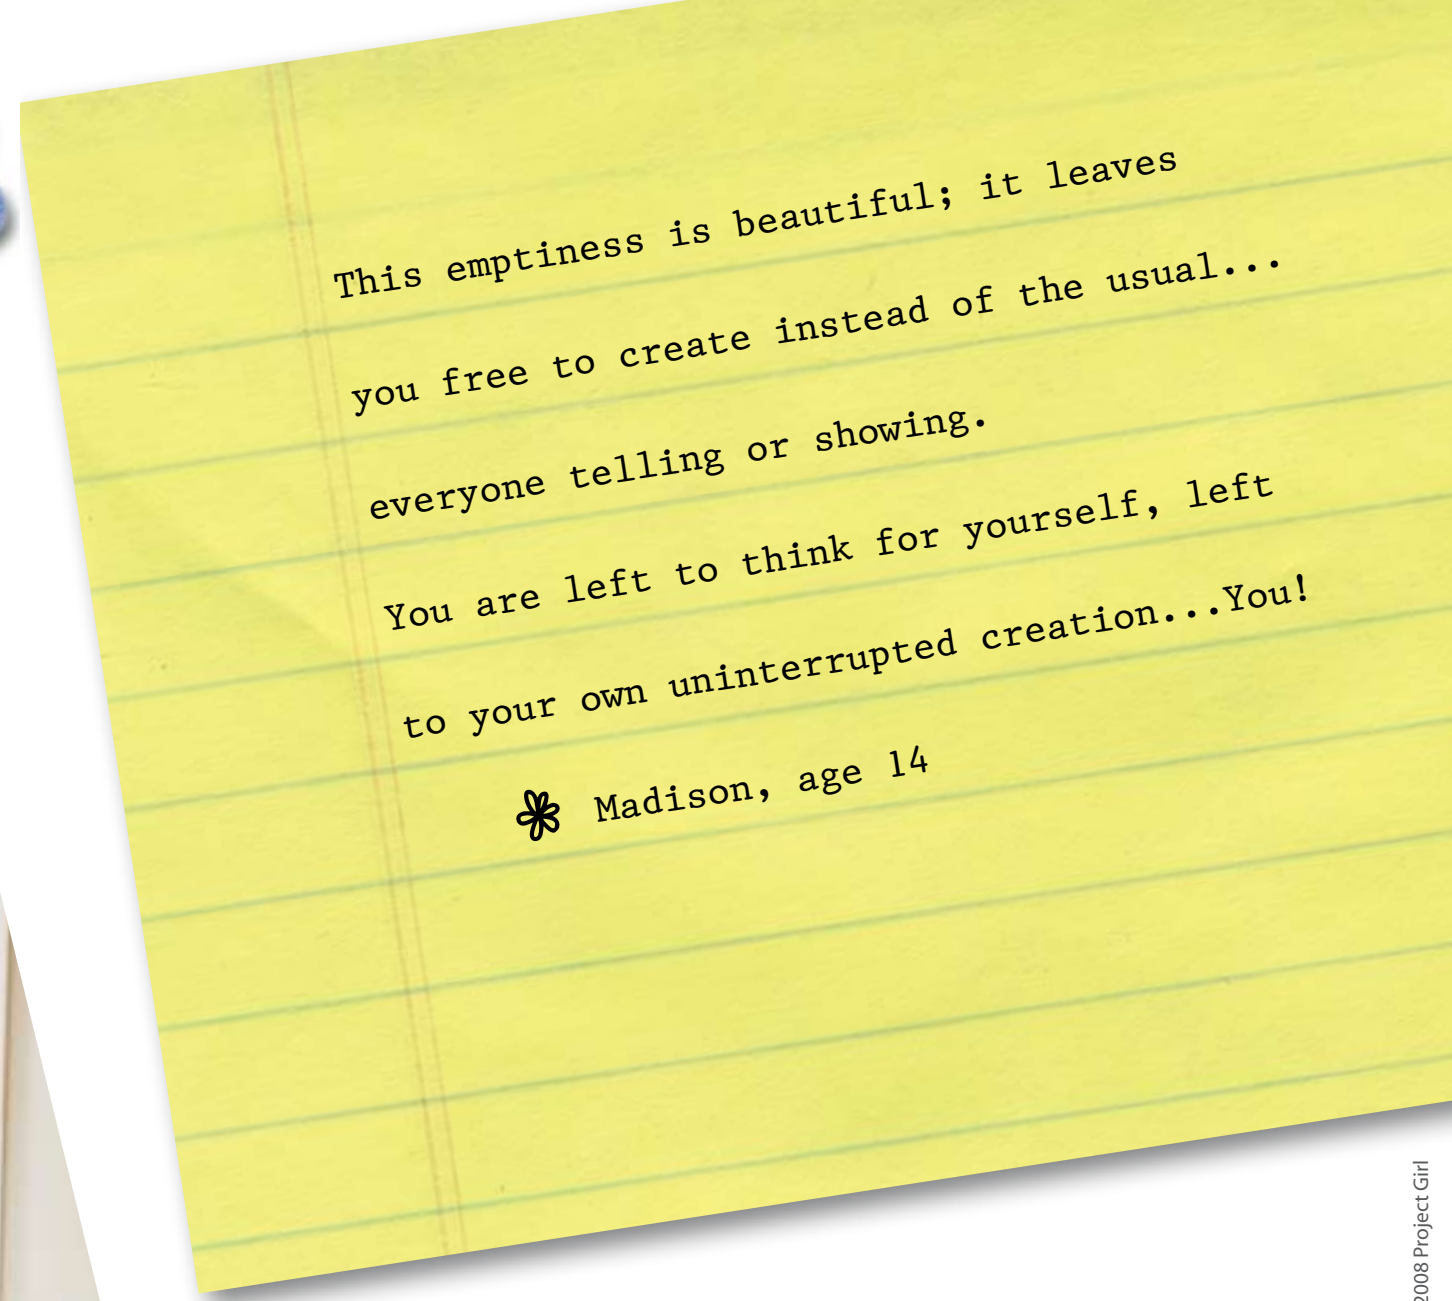 This emptiness is beautiful; it leaves
you free to create instead of the usual...
everyone telling or showing.
You are left to think for yourself, left
to your own uninterrupted creation...You!
Madison, age 14
2008 Project Girl